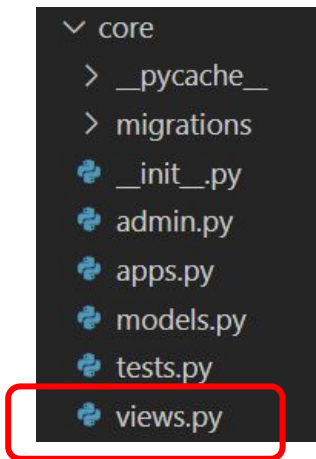 core
__pycache__
migrations
__init__.py
admin.py
apps.py
models.py
tests.py
views.py